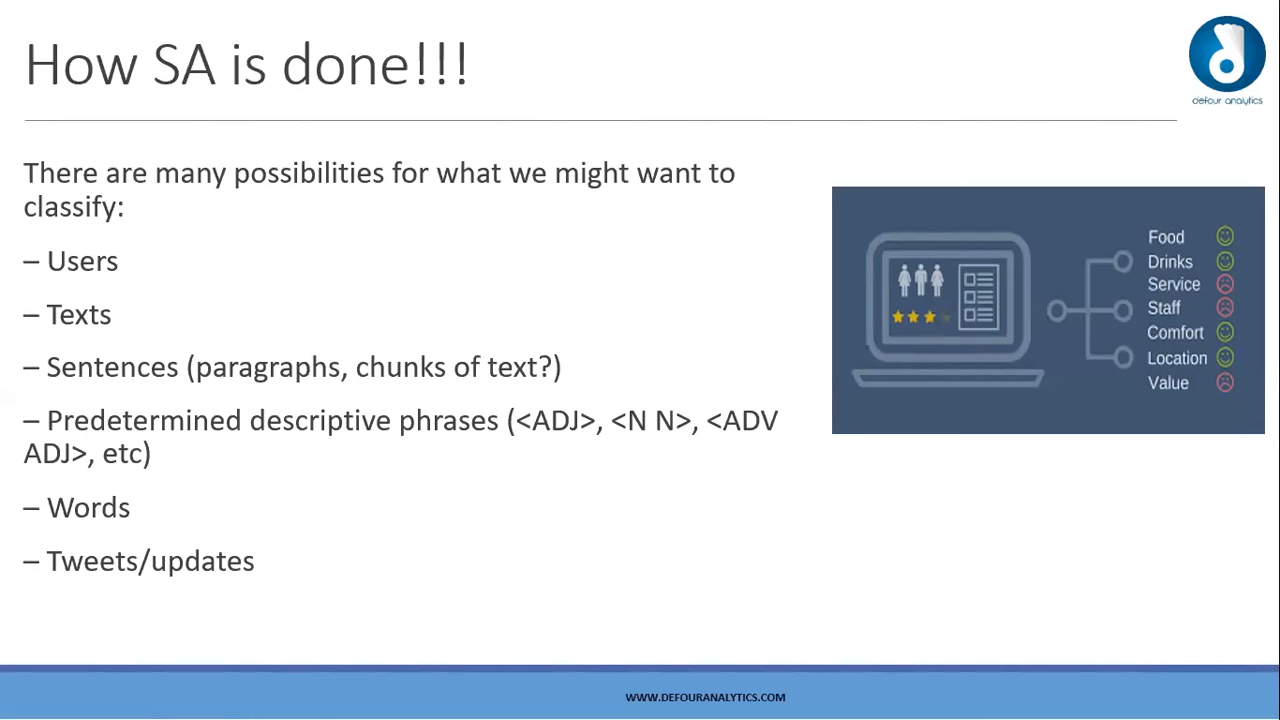 How SA is done!!!
defour analytics
There are many possibilities for what we might want to
classify:
– Users
– Texts
– Sentences (paragraphs, chunks of text?)
– Predetermined descriptive phrases (<ADJ>, <N N>, <ADV
ADJ>, etc)
– Words
– Tweets/updates
Food
Drinks
Service
Staff
Comfort
Location
Value
WWW.DEFOURANALYTICS.COM